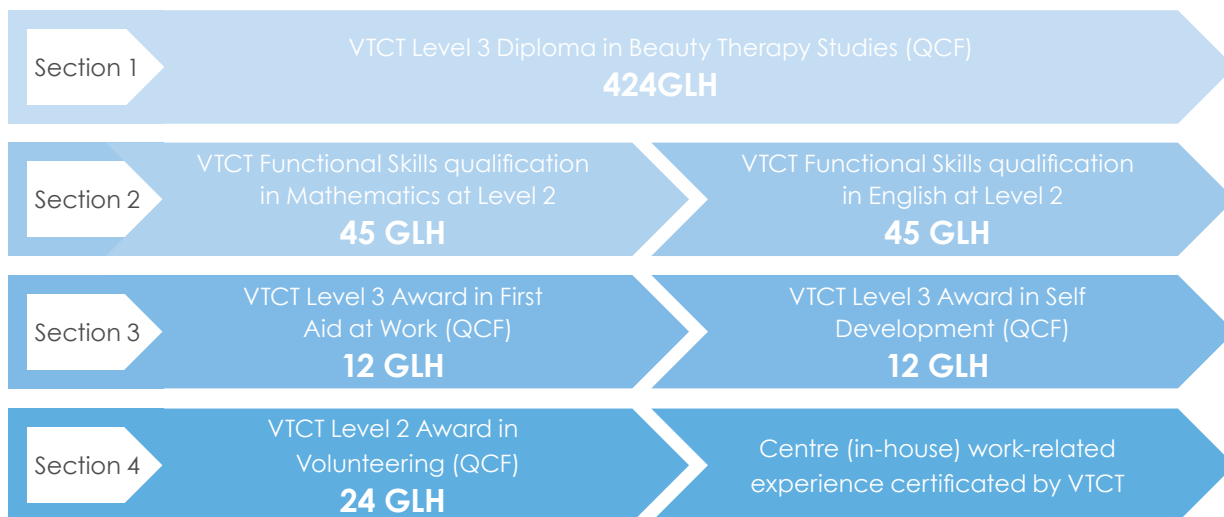 Section 1
VTCT Level 3 Diploma in Beauty Therapy Studies (QCF)
424GLH
Section 2
VTCT Functional Skills qualification
in Mathematics at Level 2
45 GLH
VTCT Functional Skills qualification
in English at Level 2
45 GLH
Section 3
VTCT Level 3 Award in First
Aid at Work (QCF)
12 GLH
VTCT Level 3 Award in Self
Development (QCF)
12 GLH
Section 4
VTCT Level 2 Award in
Volunteering (QCF)
24 GLH
Centre (in-house) work-related
experience certificated by VTCT